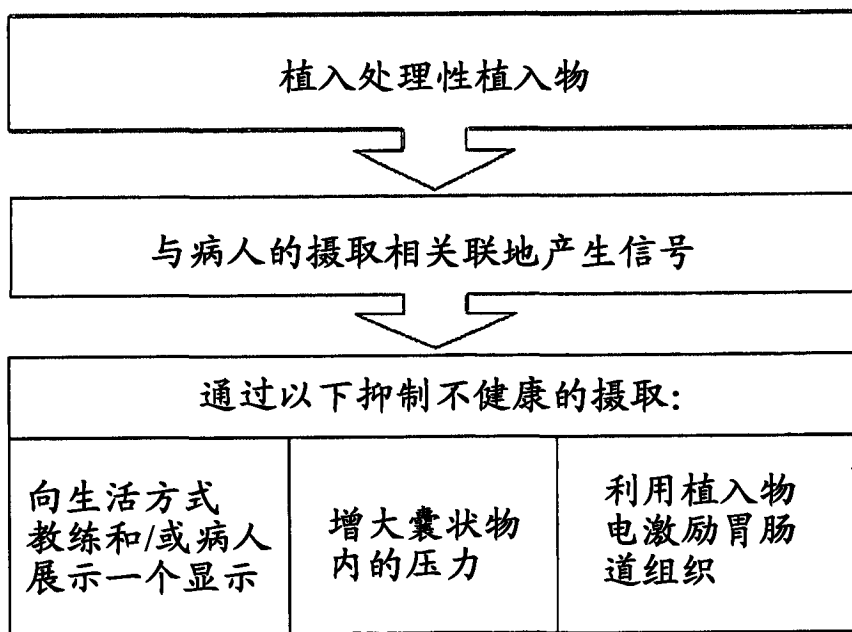 植入处理性植入物
与病人的摄取相关联地产生信号
通过以下抑制不健康的摄取:
向生活方式
教练和/或病人
展示一个显示
增大囊状物
内的压力
利用植入物
电激励胃肠
道组织